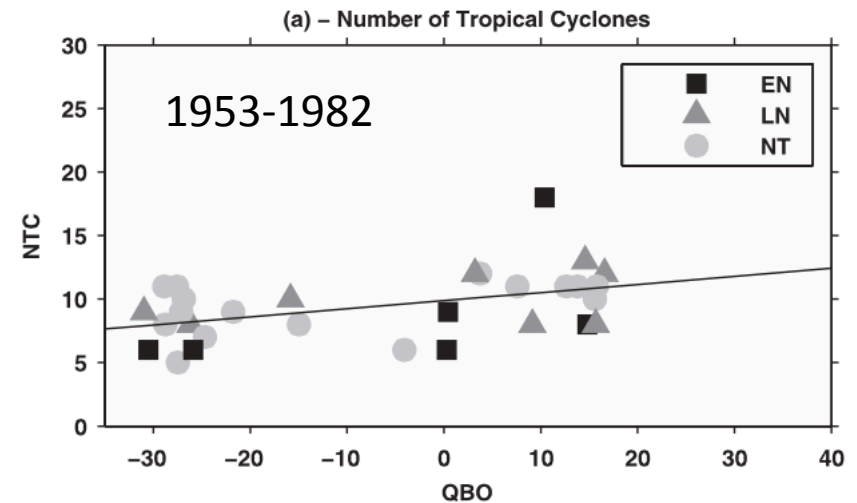 (a) – Number of Tropical Cyclones
30
25
20
15
10
5
0
NTC
1953-1982
EN
LN
NT
−30 −20 −10 0 10 20 30 40
QBO